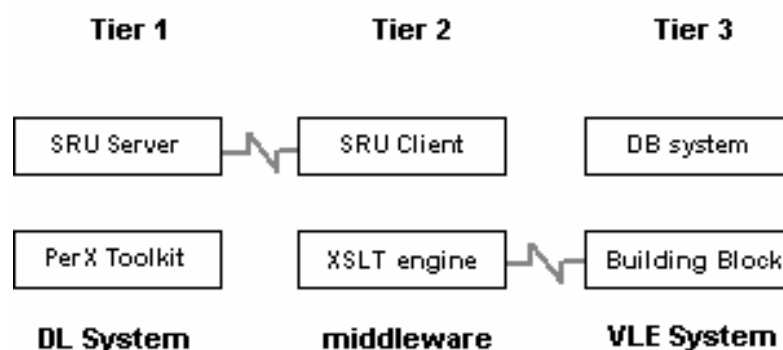 Tier 1 Tier 2 Tier 3
SRU Server SRU Client DB system
PerX Toolkit XSLT engine Building Block
DL System middleware VLE System